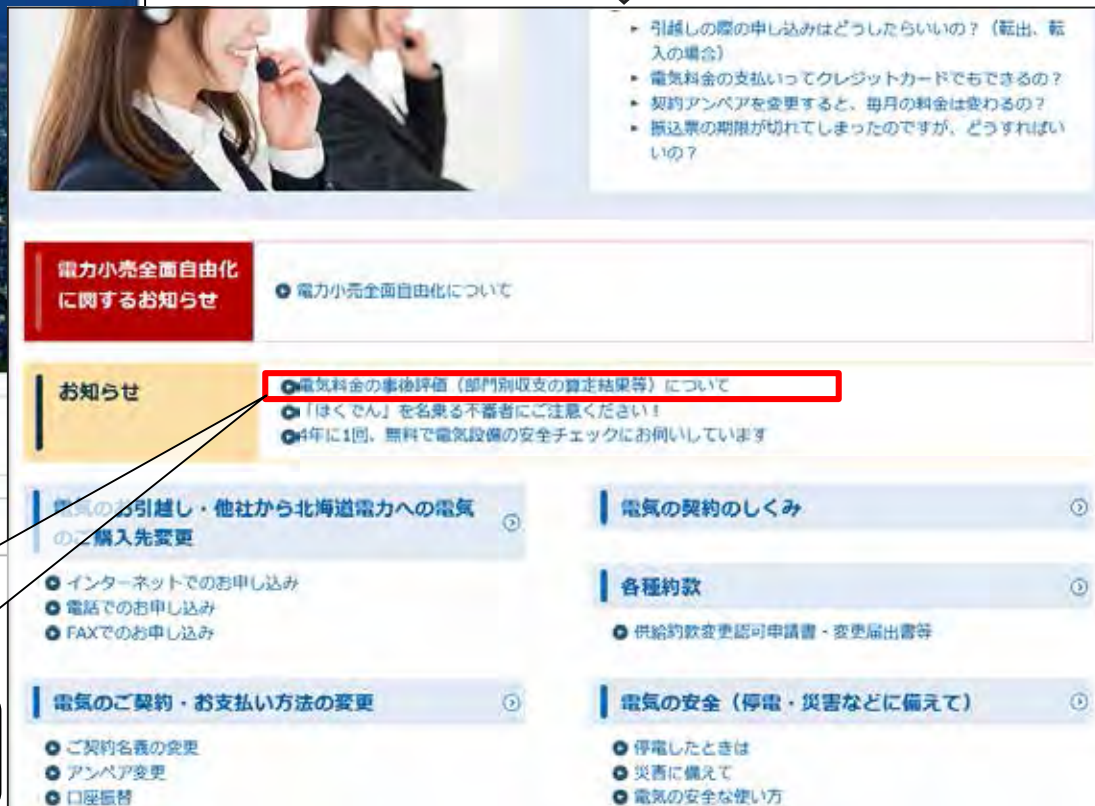 引越しの際の申し込みはどうしたらいいの？（転出、転
入の場合）
電気料金の支払いってクレジットカードでもできるの？
契約アンペアを変更すると、毎月の料金は変わるの？
振込票の期限が切れてしまったのですが、どうすればい
いの？
電力小売全面自由化
に関するお知らせ
電力小売全面自由化について
お知らせ
電気料金の事後評価（部門別収支の算定結果等）について
「ほくでん」を名乗る不審者にご注意ください！
4年に1回、無料で電気設備の安全チェックにお伺いしています
電気のお引越し・他社から北海道電力への電気
のご購入先変更
インターネットでのお申し込み
電話でのお申し込み
FAXでのお申し込み
電気の契約のしくみ
各種約款
供給約款変更認可申請書・変更届出書等
電気のご契約・お支払い方法の変更
ご契約名義の変更
アンペア変更
口座振替
電気の安全（停電・災害などに備えて）
停電したときは
災害に備えて
電気の安全な使い方